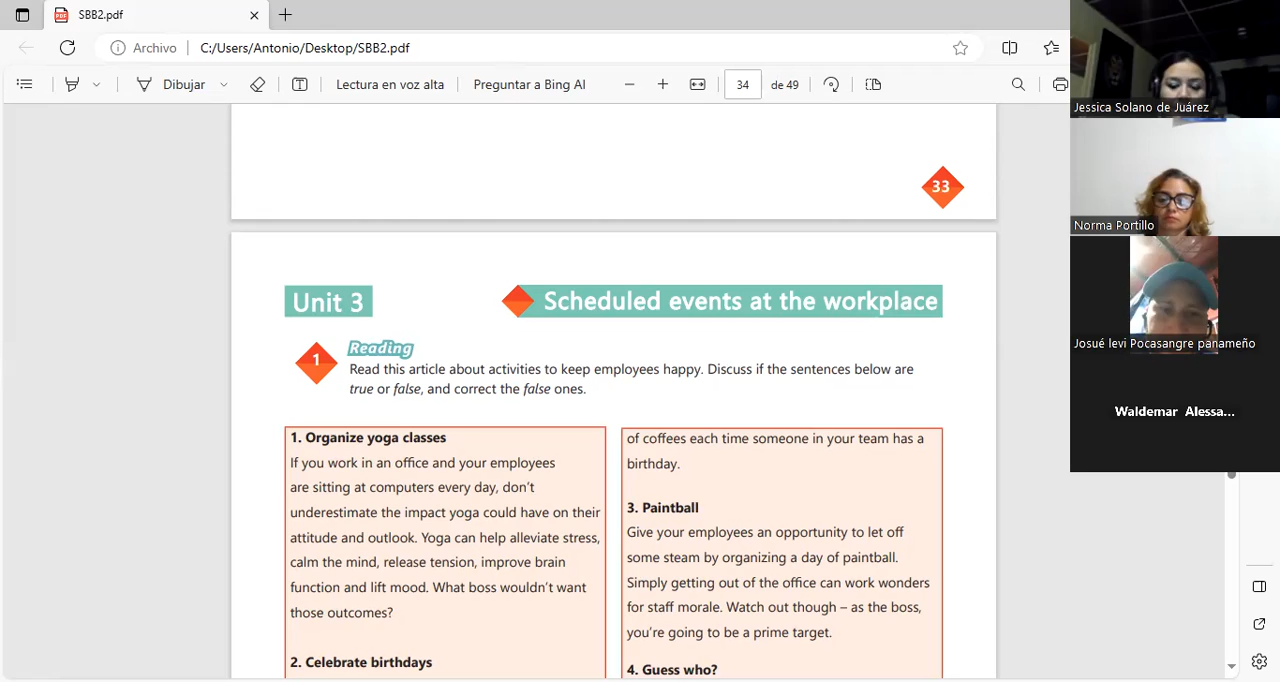 SBB2.pdf
Archivo
C:/Users/Antonio/Desktop/SBB2.pdf
Dibujar
Lectura en voz alta
Preguntar a Bing AI
34
de 49
33
Unit 3
Scheduled events at the workplace
1
Reading
Read this article about activities to keep employees happy. Discuss if the sentences below are
true or false, and correct the false ones.
1. Organize yoga classes
If you work in an office and your employees
are sitting at computers every day, don't
underestimate the impact yoga could have on their
attitude and outlook. Yoga can help alleviate stress,
calm the mind, release tension, improve brain
function and lift mood. What boss wouldn't want
those outcomes?
2. Celebrate birthdays
of coffees each time someone in your team has a
birthday.
3. Paintball
Give your employees an opportunity to let off
some steam by organizing a day of paintball.
Simply getting out of the office can work wonders
for staff morale. Watch out though – as the boss,
you're going to be a prime target.
4. Guess who?
Jessica Solano de Juárez
Norma Portillo
Josué levi Pocasangre panameño
Waldemar Alessa...